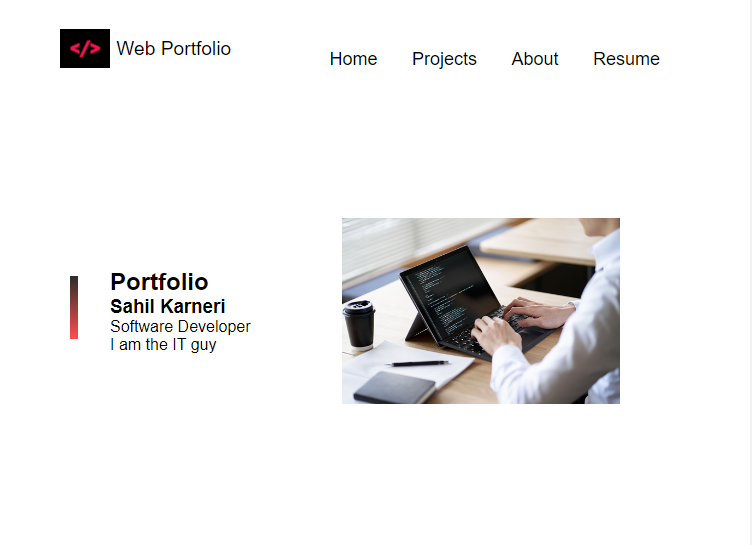 </> Web Portfolio
Home Projects About Resume
Portfolio
Sahil Karneri
Software Developer
I am the IT guy